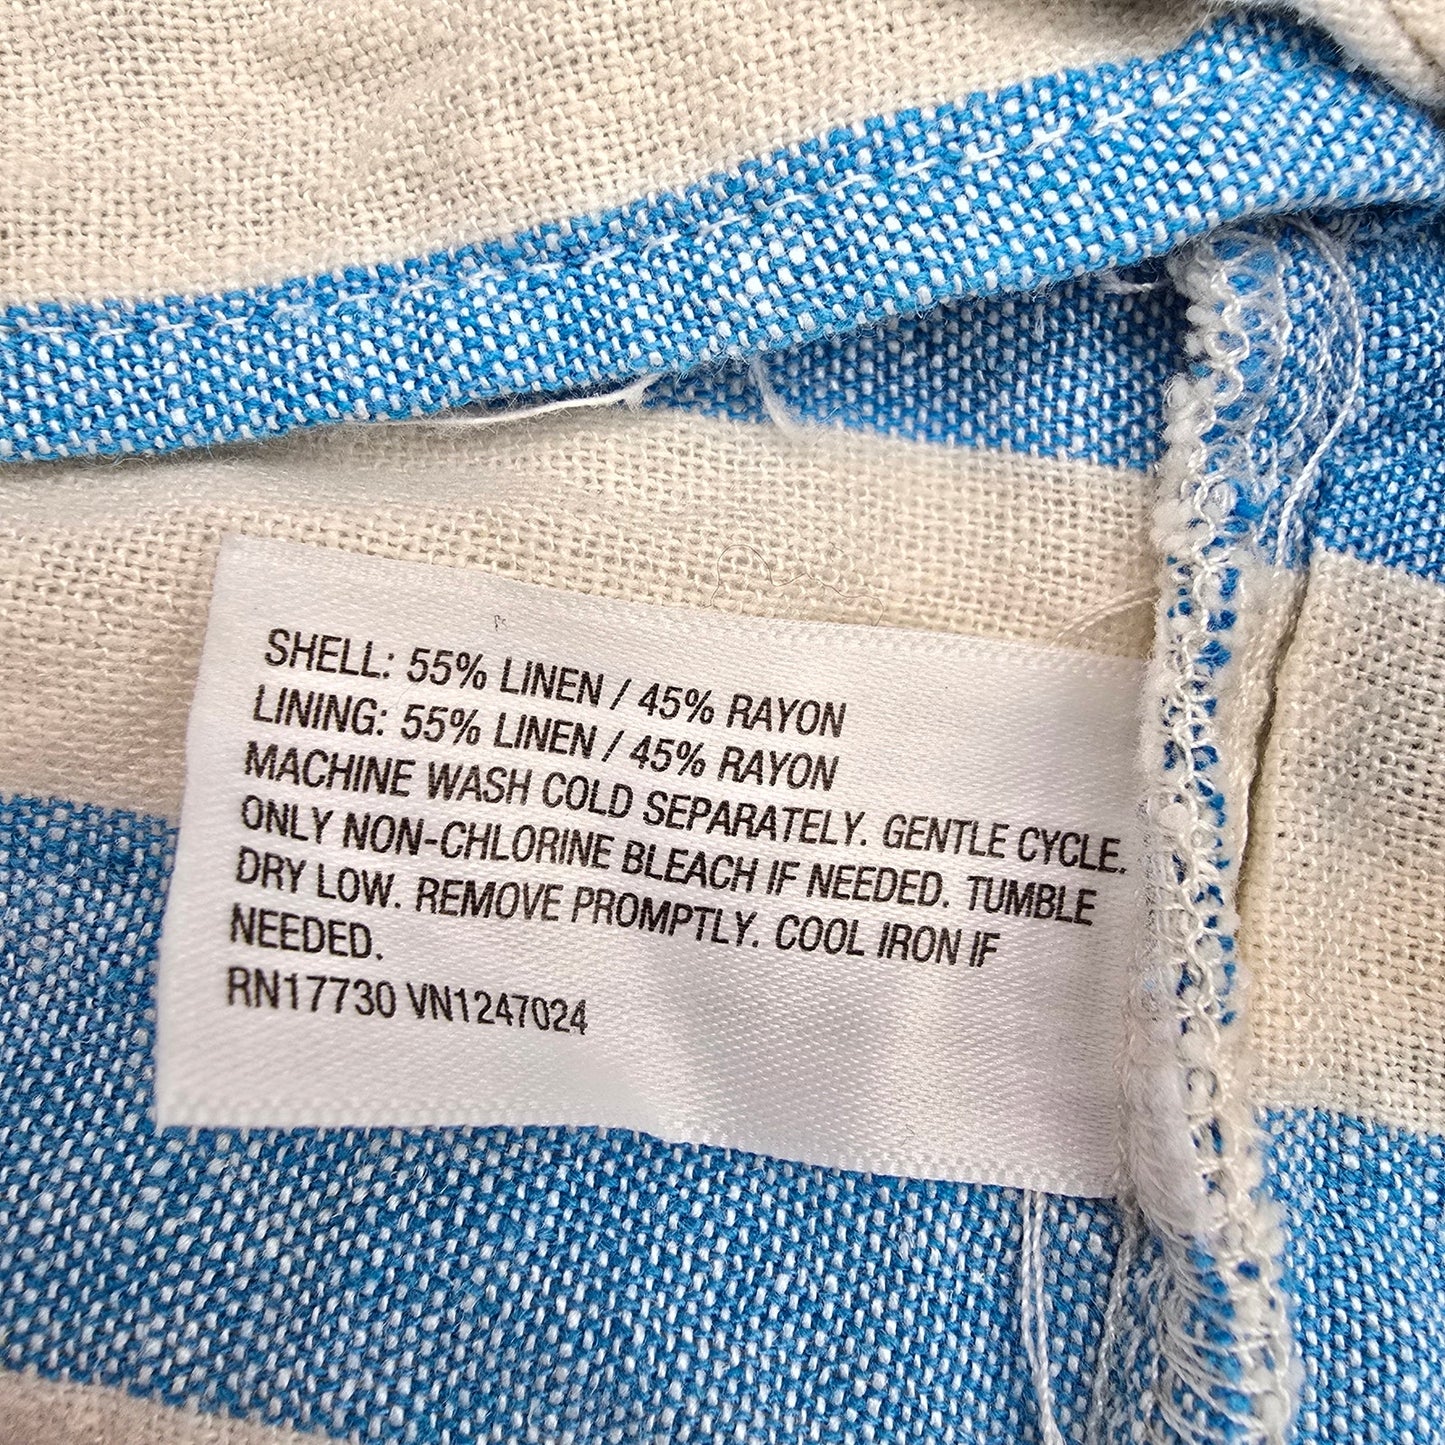 SHELL: 55% LINEN / 45% RAYON
LINING: 55% LINEN / 45% RAYON
MACHINE WASH COLD SEPARATELY. GENTLE CYCLE.
ONLY NON-CHLORINE BLEACH IF NEEDED. TUMBLE
DRY LOW. REMOVE PROMPTLY. COOL IRON IF
NEEDED.
RN17730 VN1247024